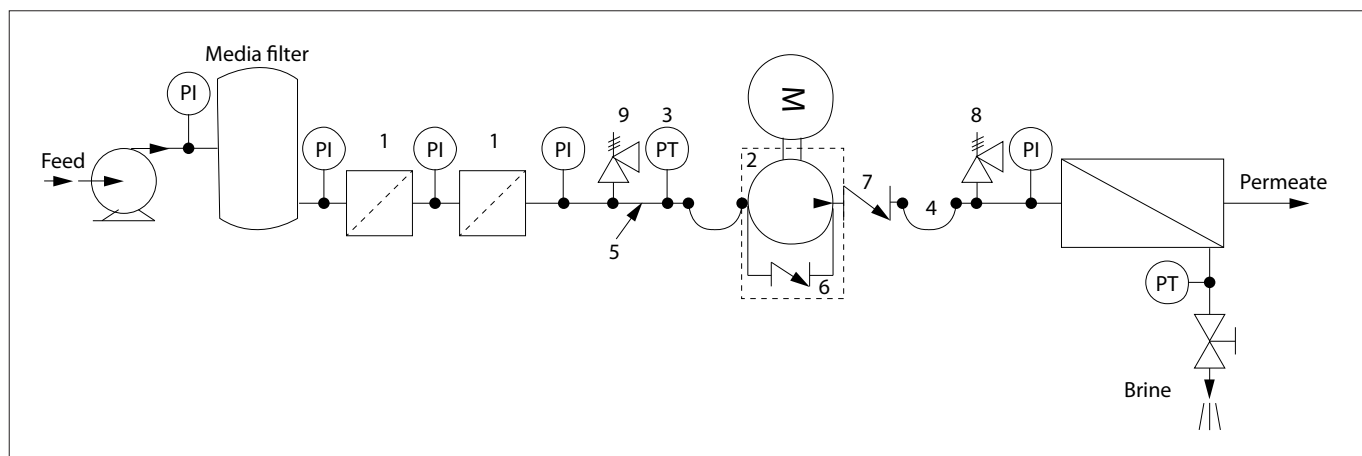 Media filter
PI
Feed
PI
1
PI
1
PI
9
3
PT
5
M
2
6
7
4
8
PI
Permeate
PT
Brine